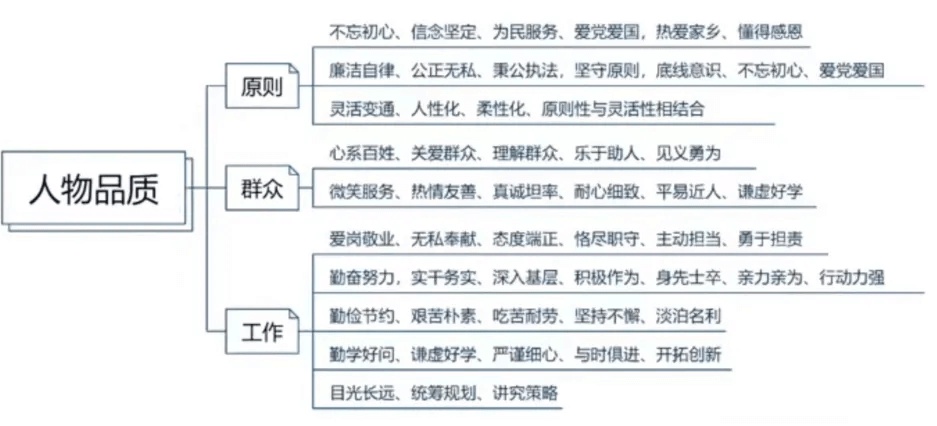 人物品质
原则
不忘初心、信念坚定、为民服务、爱党爱国，热爱家乡、懂得感恩
廉洁自律、公正无私、秉公执法，坚守原则，底线意识、不忘初心、爱党爱国
灵活变通、人性化、柔性化、原则性与灵活性相结合
群众
心系百姓、关爱群众、理解群众、乐于助人、见义勇为
微笑服务、热情友善、真诚坦率、耐心细致、平易近人、谦虚好学
工作
爱岗敬业、无私奉献、态度端正、恪尽职守、主动担当、勇于担责
勤奋努力，实干务实、深入基层、积极作为、身先士卒、亲力亲为、行动力强
勤俭节约、艰苦朴素、吃苦耐劳、坚持不懈、淡泊名利
勤学好问、谦虚好学、严谨细心、与时俱进、开拓创新
目光长远、统筹规划、讲究策略